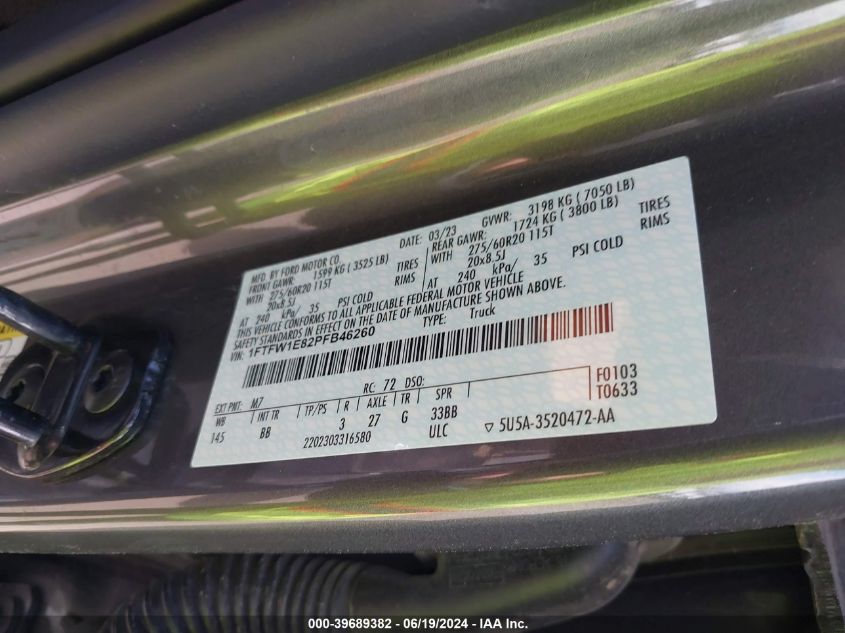 MFD. BY FORD MOTOR CO. DATE: 03/23 GVWR: 3198 KG ( 7050 LB)
FRONT GAWR: 1599 KG ( 3525 LB) REAR GAWR: 1724 KG ( 3800 LB)
WITH 275/60R20 115T TIRES WITH 275/60R20 115T TIRES
20x8.5J RIMS 20x8.5J RIMS
AT 240 kPa/ 35 PSI COLD AT 240 kPa/ 35 PSI COLD
THIS VEHICLE CONFORMS TO ALL APPLICABLE FEDERAL MOTOR VEHICLE
SAFETY STANDARDS IN EFFECT ON THE DATE OF MANUFACTURE SHOWN ABOVE.
VIN: 1FTFW1E82PFB46260 TYPE: Truck
EXT PNT: M7 RC: 72 DSO: F0103
WB INT TR TP/PS R AXLE TR SPR T0633
145 BB 3 27 G 33BB
2202303316580 ULC ▽ 5U5A-3520472-AA
000-39689382 - 06/19/2024 - IAA Inc.